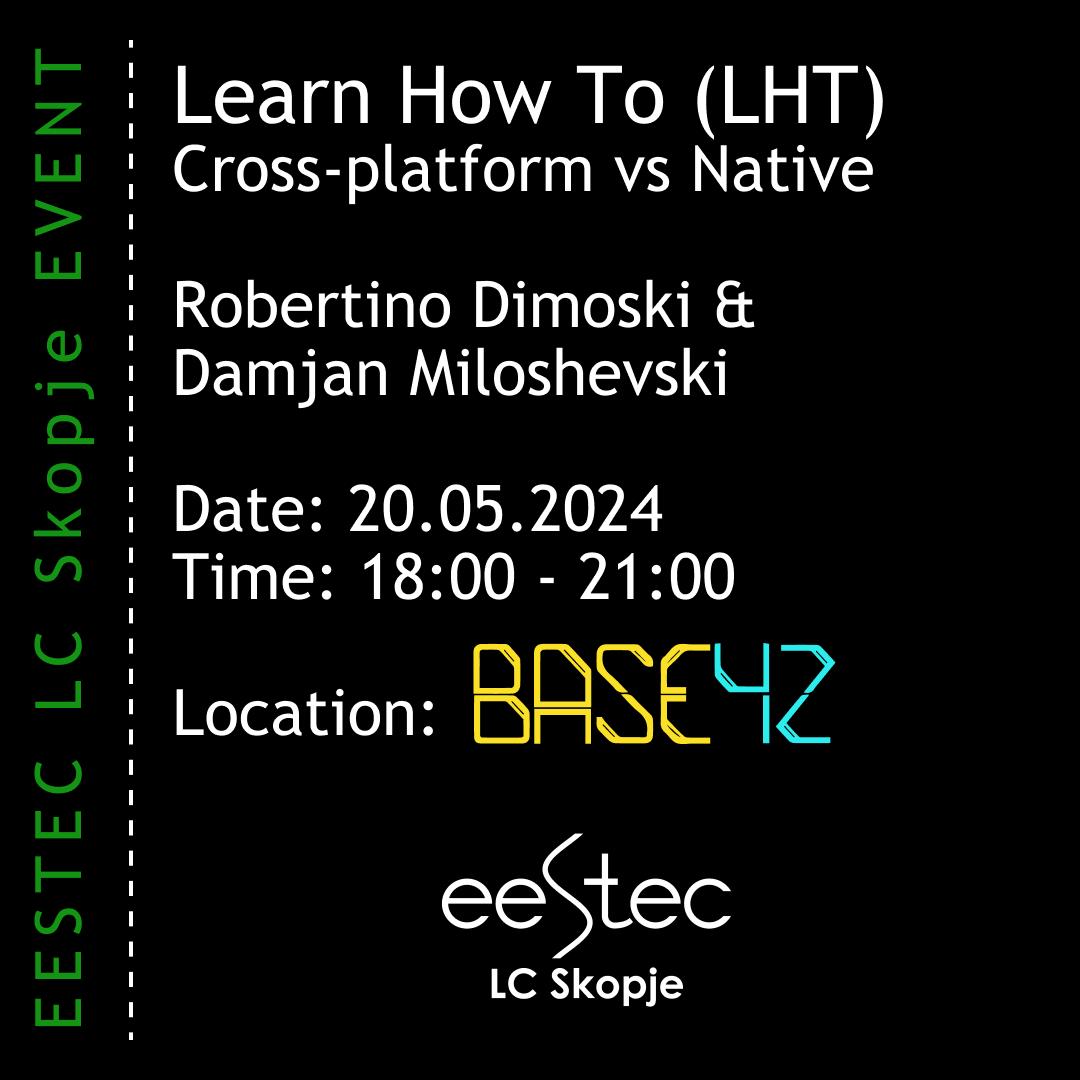 EESTEC LC Skopje EVENT
Learn How To (LHT)
Cross-platform vs Native
Robertino Dimoski &
Damjan Miloshevski
Date: 20.05.2024
Time: 18:00 - 21:00
Location: BASE42
eestec
LC Skopje